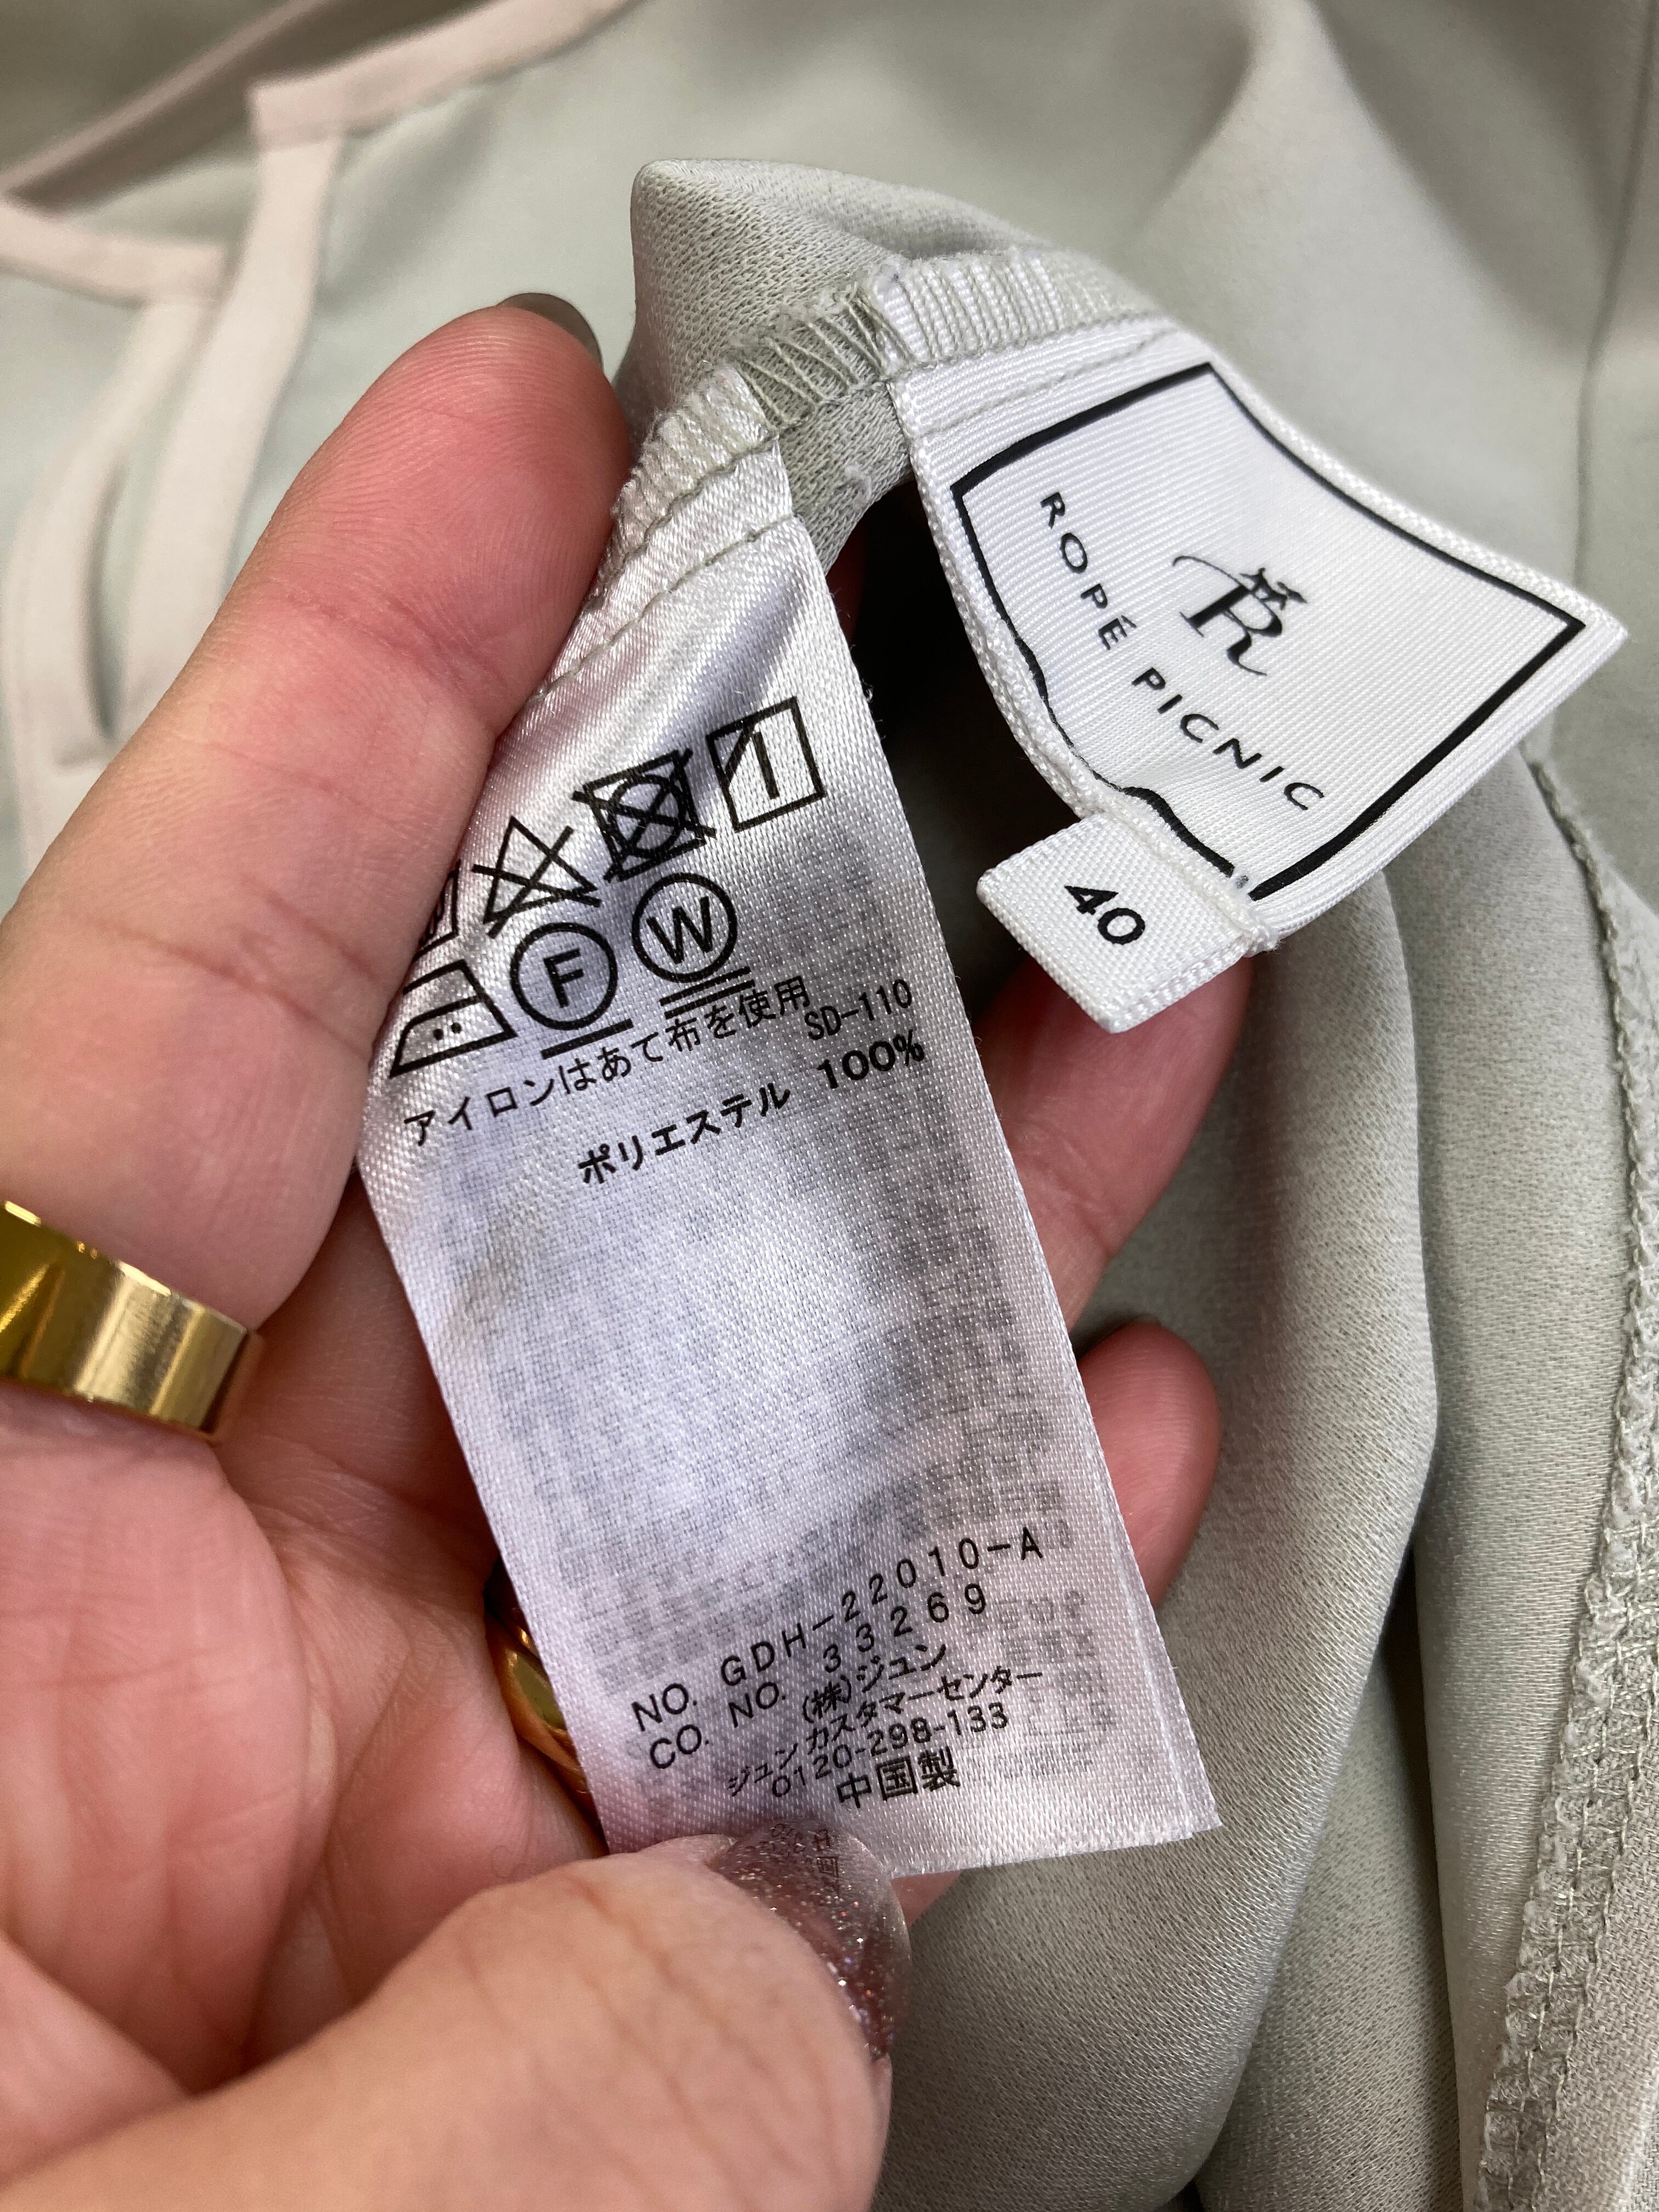 R
ROPÉ PICNIC
40
F W
アイロンはあて布を使用
SD-110
ポリエステル 100%
NO. GDH-22010-A
CO. NO. 33269
(株)ジュン
ジュンカスタマーセンター
0120-298-133
中国製